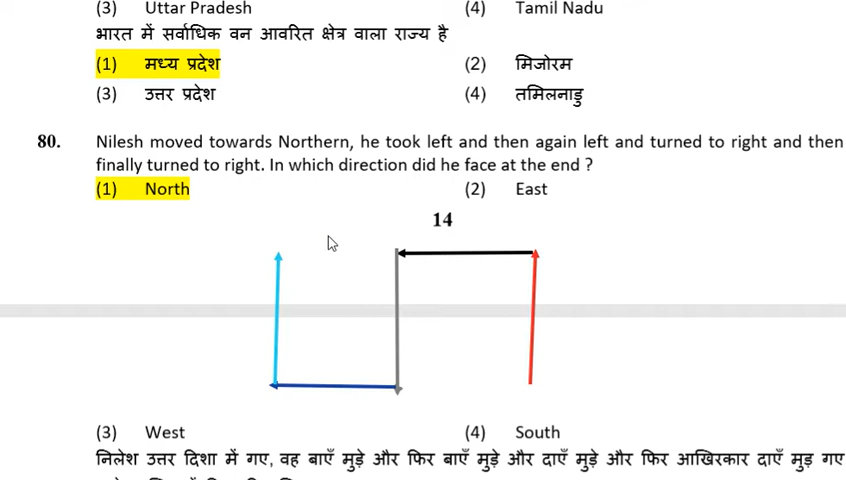 (3) Uttar Pradesh (4) Tamil Nadu
भारत में सर्वाधिक वन आवरित क्षेत्र वाला राज्य है
(1) मध्य प्रदेश (2) मिजोरम
(3) उत्तर प्रदेश (4) तमिलनाडु
80. Nilesh moved towards Northern, he took left and then again left and turned to right and then
finally turned to right. In which direction did he face at the end ?
(1) North (2) East
14
(3) West (4) South
निलेश उत्तर दिशा में गए, वह बाएँ मुड़े और फिर बाएँ मुड़े और दाएँ मुड़े और फिर आखिरकार दाएँ मुड़ गए